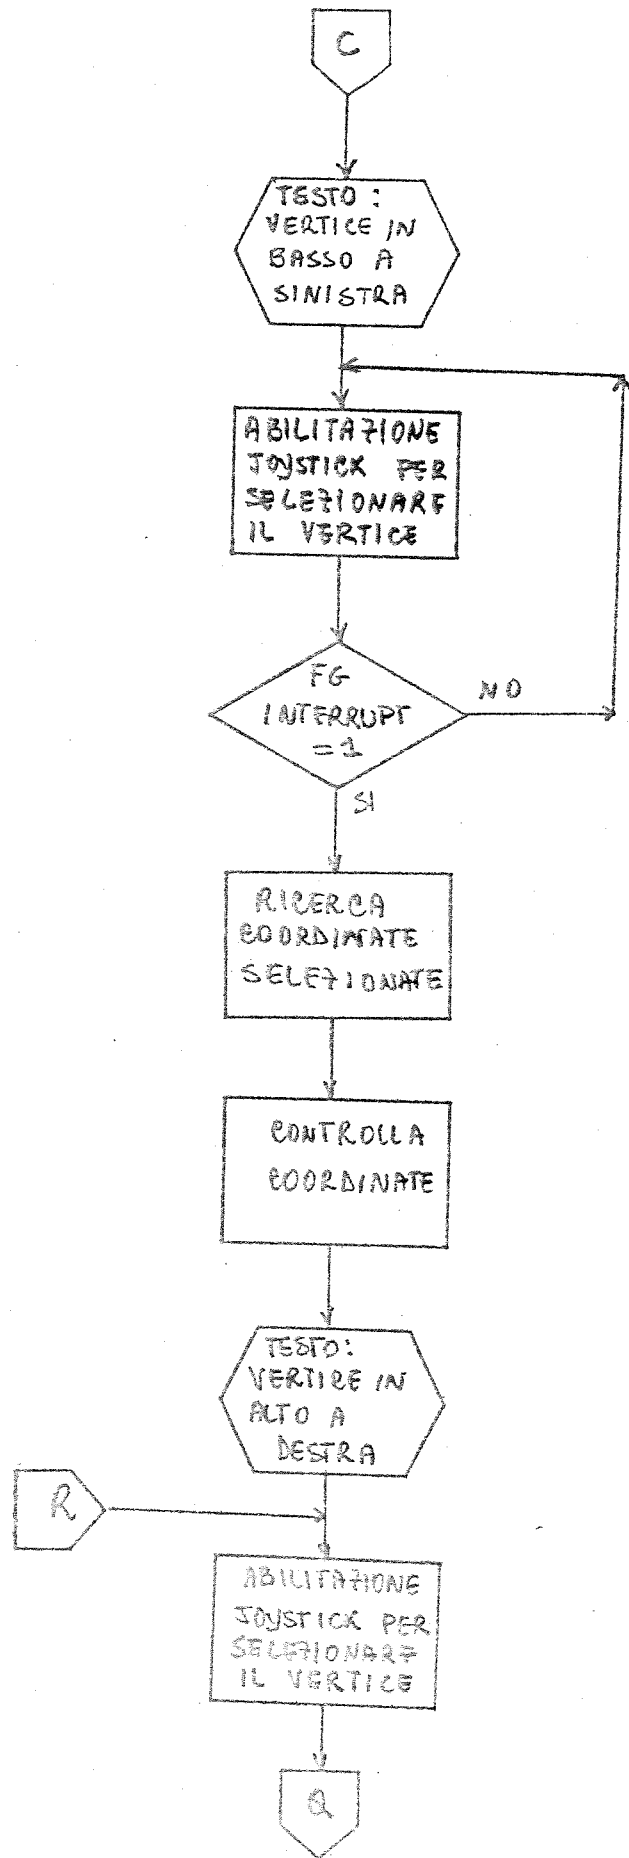 C
TESTO :
VERTICE IN
BASSO A
SINISTRA
ABILITAZIONE
JOYSTICK PER
SELEZIONARE
IL VERTICE
FG
INTERRUPT
=1
NO
SI
RICERCA
COORDINATE
SELEZIONATE
CONTROLLA
COORDINATE
TESTO:
VERTICE IN
ALTO A
DESTRA
R
ABILITAZIONE
JOYSTICK PER
SELEZIONARE
IL VERTICE
Q